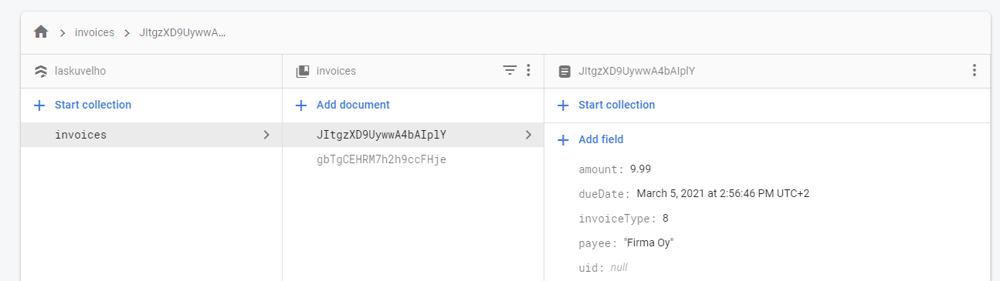 invoices JItgzXD9UywwA...
laskuvelho
invoices
JItgzXD9UywwA4bAIplY
Start collection
Add document
Start collection
invoices
JItgzXD9UywwA4bAIplY
gbTgCEHRM7h2h9ccFHje
Add field
amount: 9.99
dueDate: March 5, 2021 at 2:56:46 PM UTC+2
invoiceType: 8
payee: "Firma Oy"
uid: null